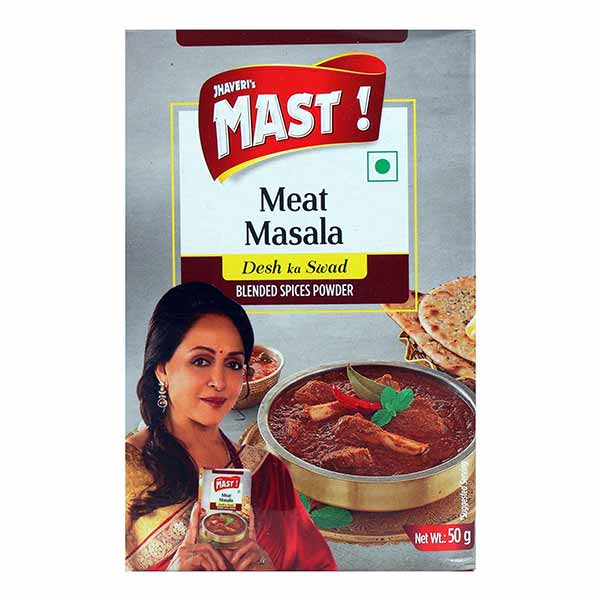 JHAVERI's
MAST !
Meat
Masala
Desh ka Swad
BLENDED SPICES POWDER
MAST !
Meat
Masala
*Suggested Serving
Net Wt.: 50 g